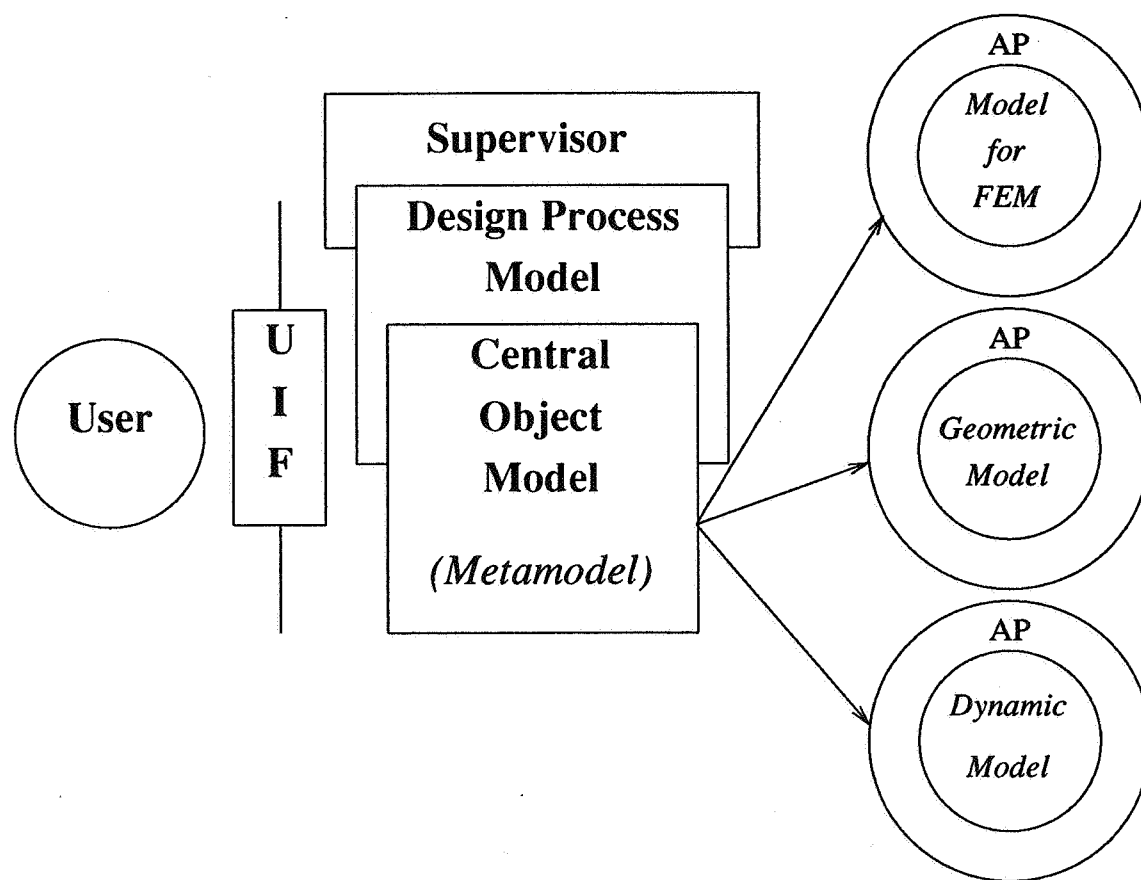 User
U
I
F
Supervisor
Design Process
Model
Central
Object
Model
(Metamodel)
AP
Model
for
FEM
AP
Geometric
Model
AP
Dynamic
Model